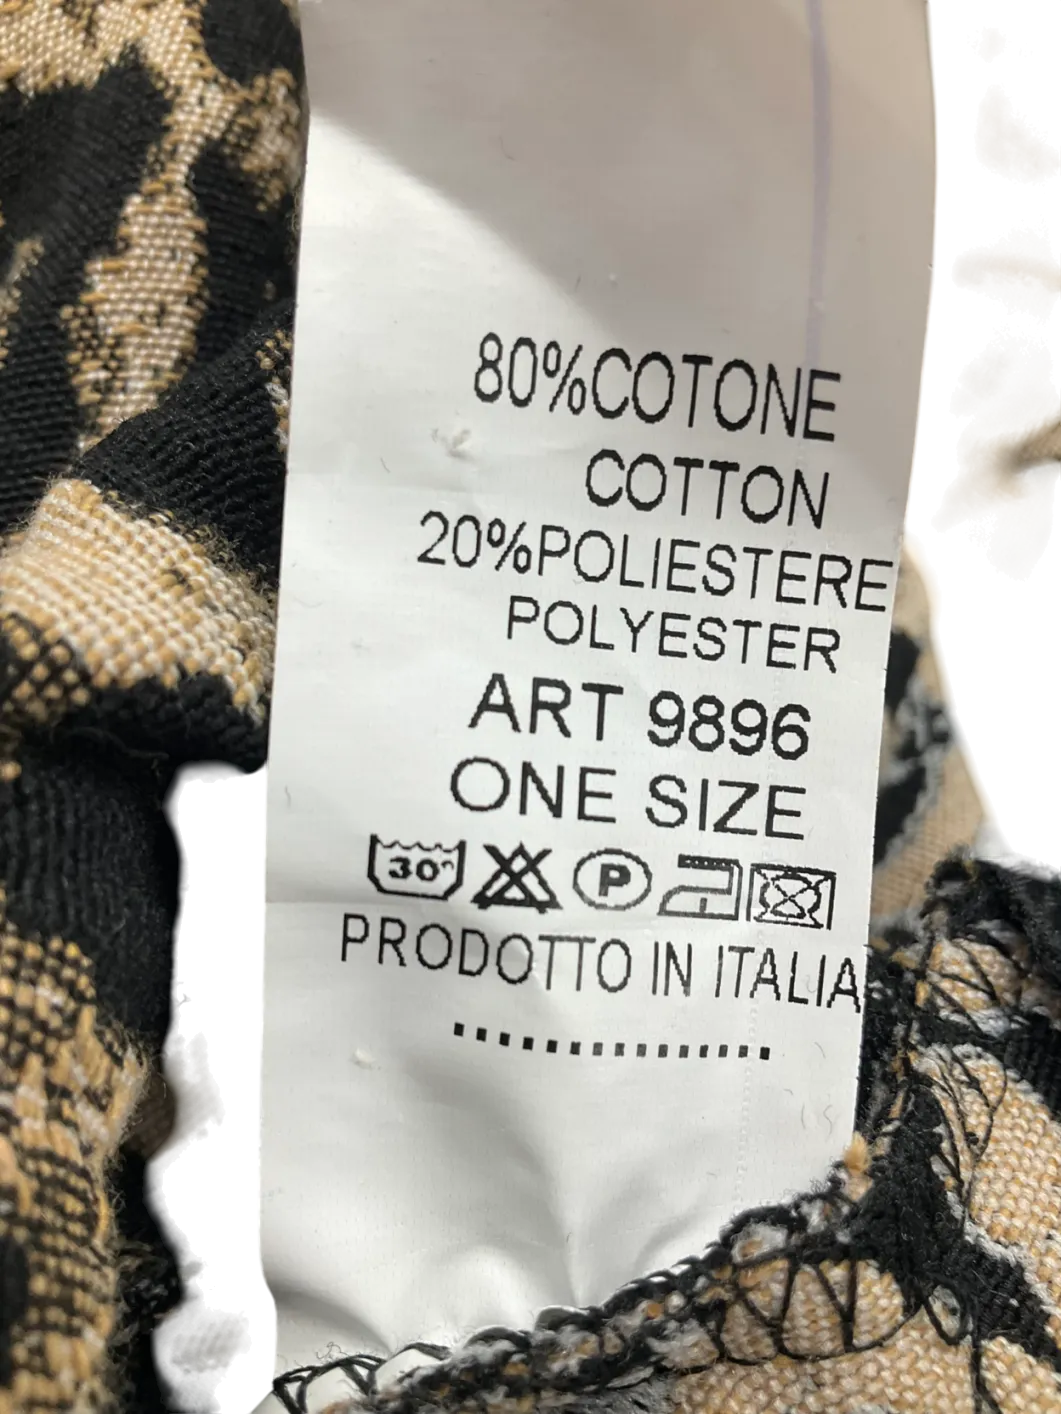 80%COTONE
COTTON
20%POLIESTERE
POLYESTER
ART 9896
ONE SIZE
30° P
PRODOTTO IN ITALIA
...............